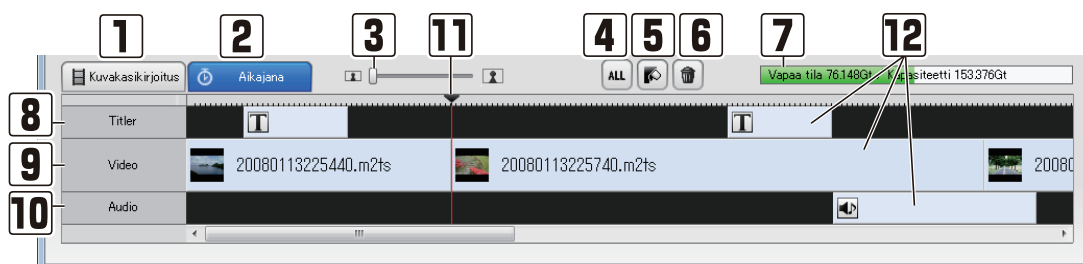 1 2 3 11 4 5 6 7 12
Kuvakasikirjoitus Aikajana ALL Vapaa tila 76.148Gt Kapasiteetti 153.376Gt
8 Titler T T
9 Video 20080113225440.m2ts 20080113225740.m2ts 20080
10 Audio